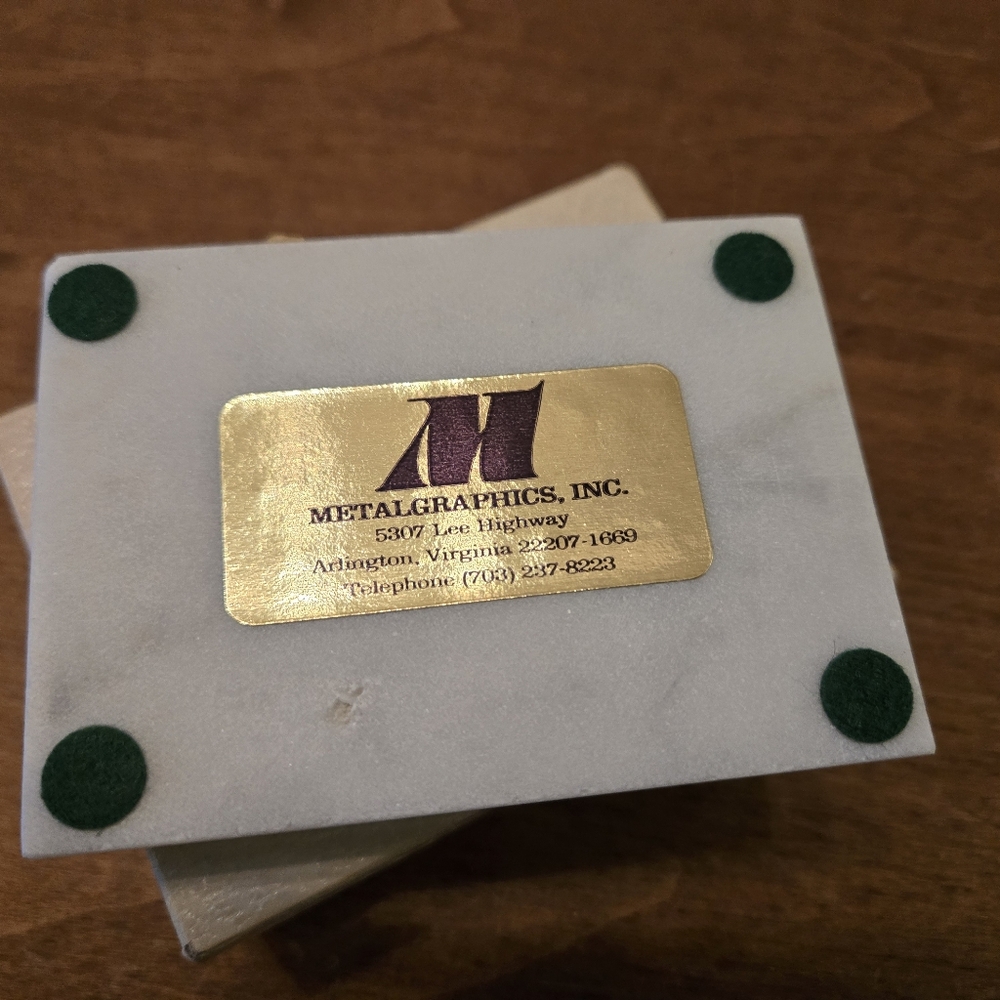 M
METALGRAPHICS, INC.
5307 Lee Highway
Arlington, Virginia 22207-1669
Telephone (703) 237-8223